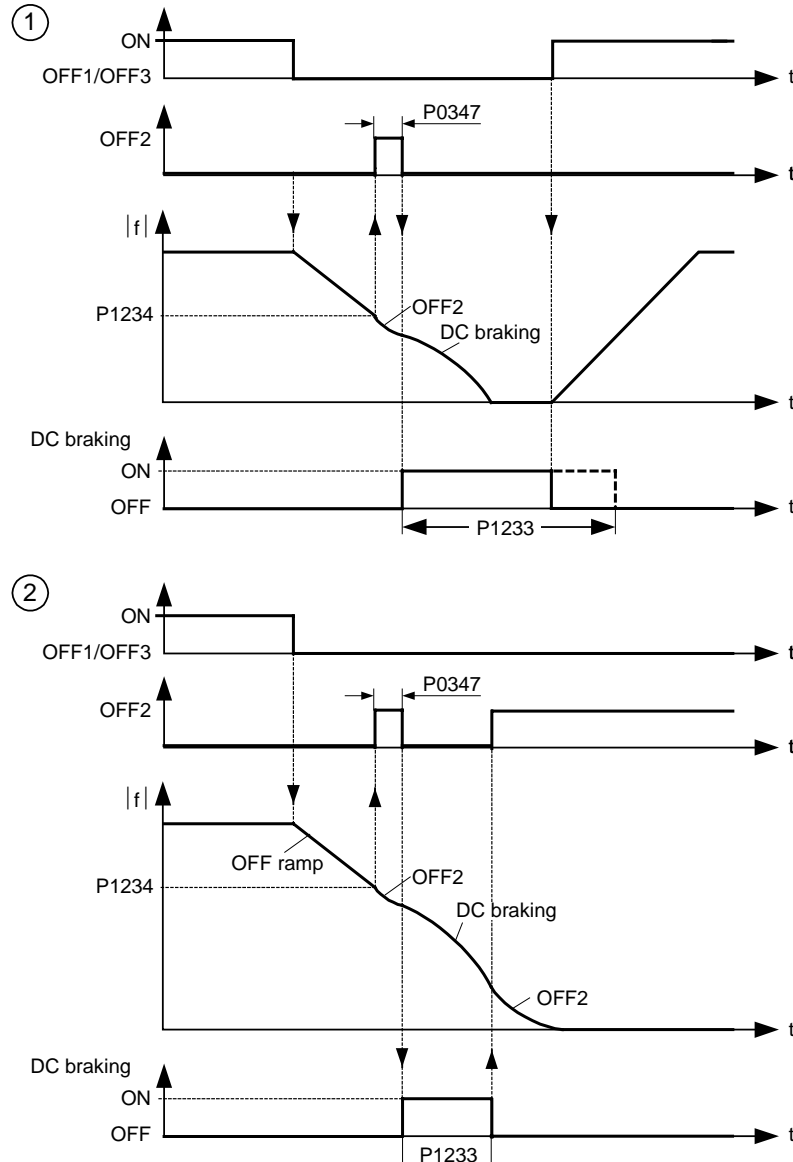 1
ON
OFF1/OFF3
t
P0347
OFF2
t
|f|
P1234
OFF2
DC braking
t
DC braking
ON
OFF
t
P1233
2
ON
OFF1/OFF3
t
P0347
OFF2
t
|f|
OFF ramp
P1234
OFF2
DC braking
OFF2
t
DC braking
ON
OFF
t
P1233